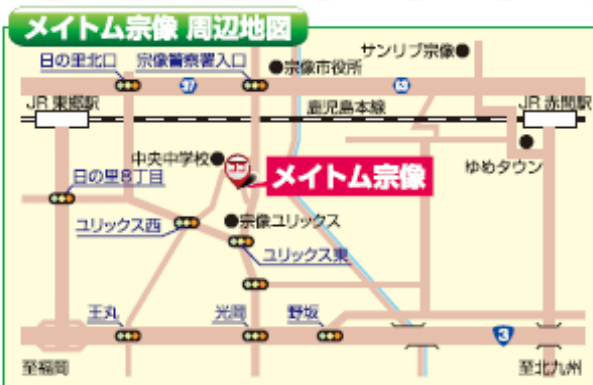 メイトム宗像 周辺地図
サンリブ宗像
日の里北口 宗像警察署入口
宗像市役所
97 63
JR 東郷駅 鹿児島本線 JR 赤間駅
中央中学校
ココ
メイトム宗像
ゆめタウン
日の里8丁目
ユリックス西
宗像ユリックス
ユリックス東
王丸 光岡 野坂
3
至福岡 至北九州